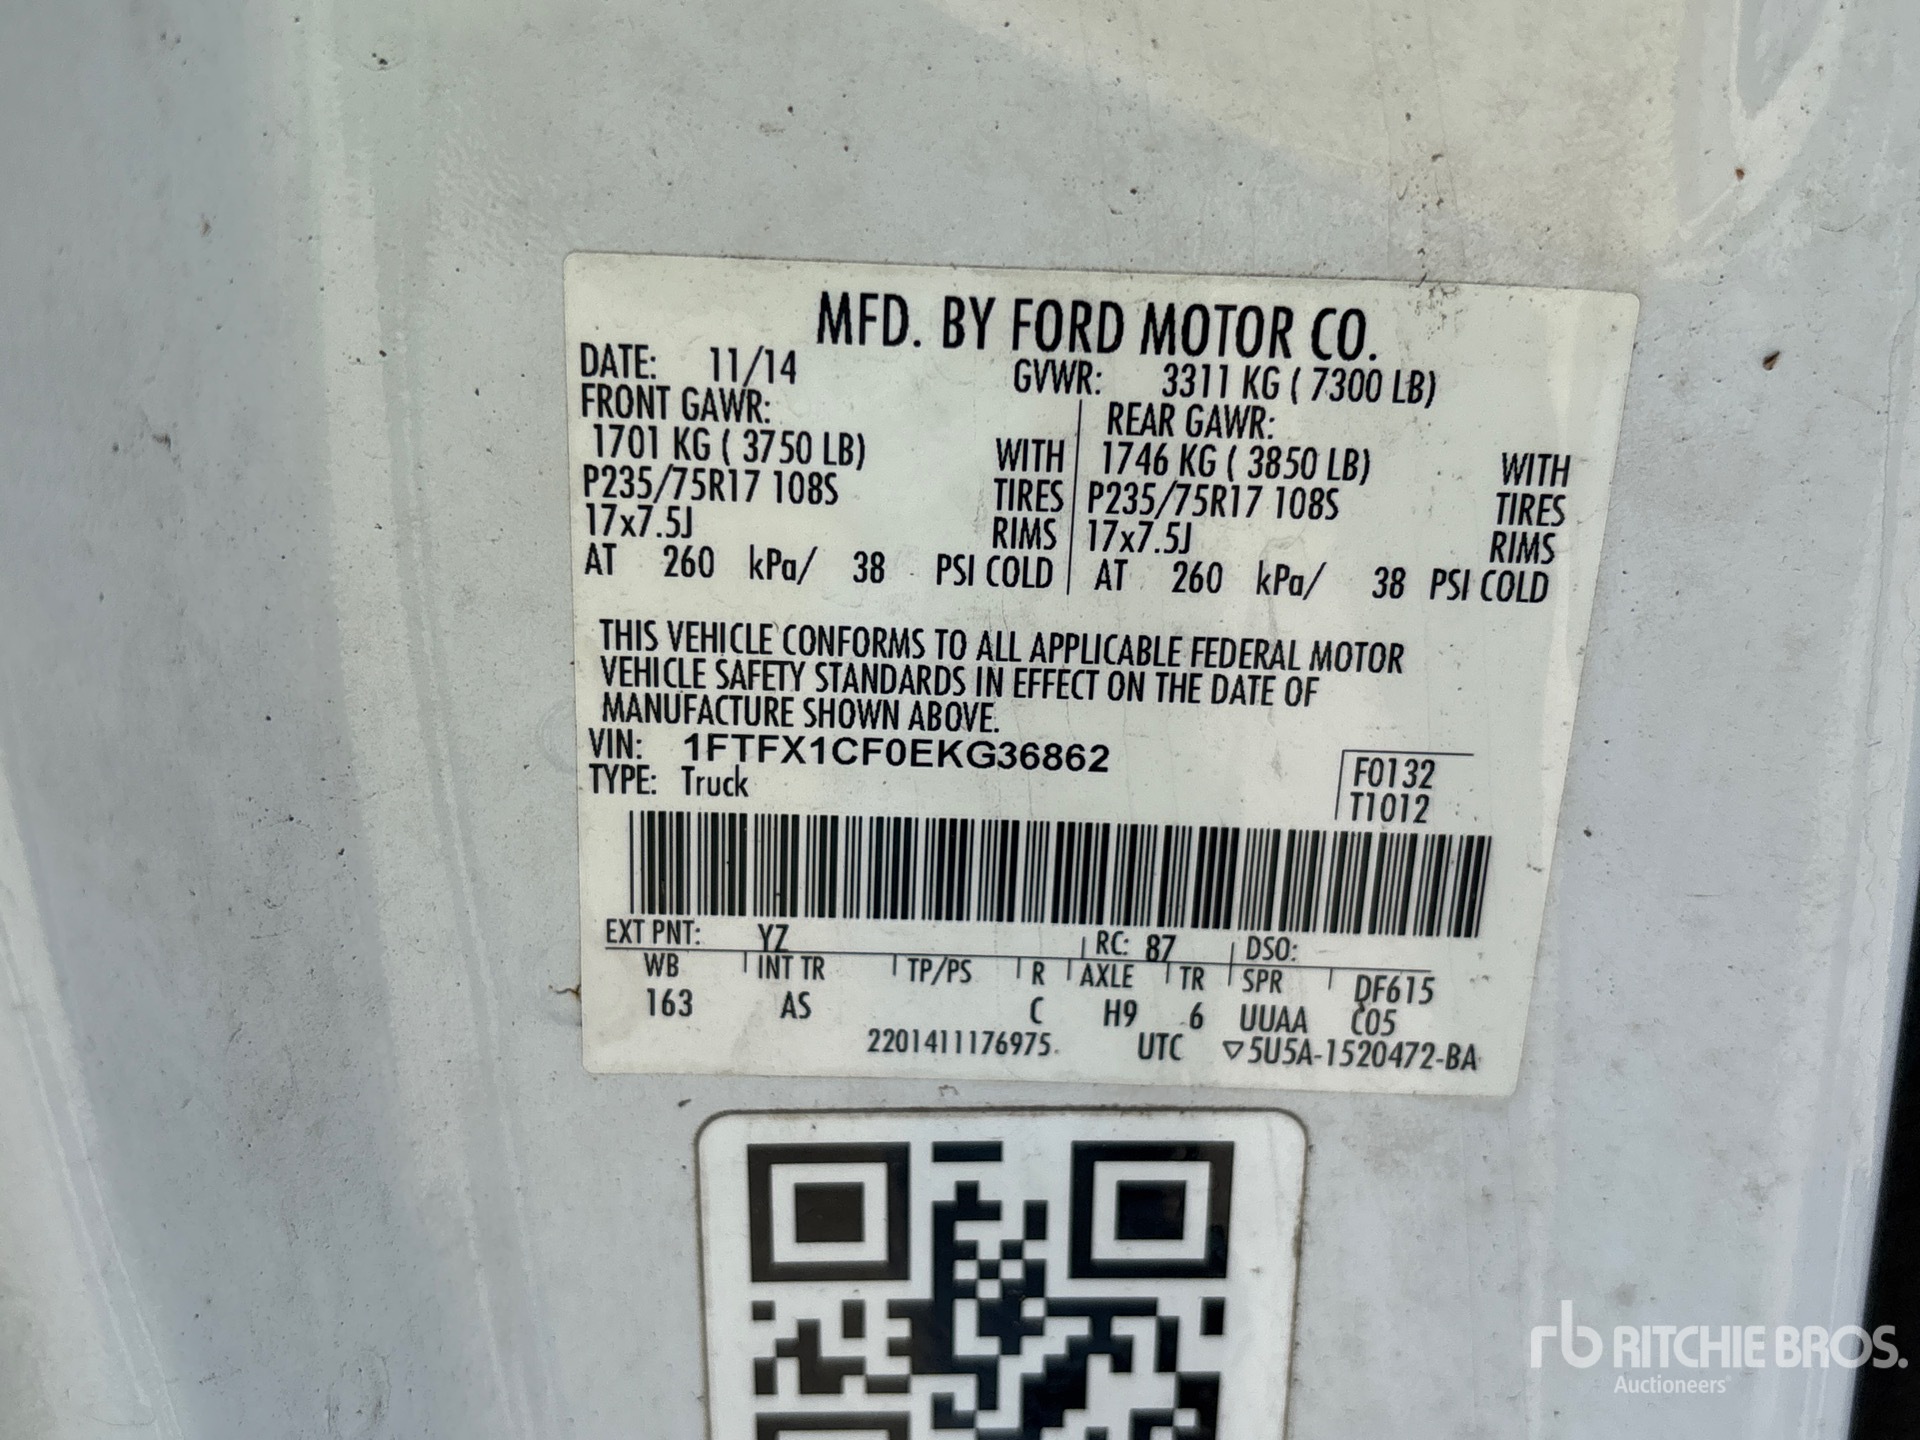 MFD. BY FORD MOTOR CO.
DATE: 11/14 GVWR: 3311 KG ( 7300 LB)
FRONT GAWR: REAR GAWR:
1701 KG ( 3750 LB) WITH 1746 KG ( 3850 LB) WITH
P235/75R17 108S TIRES P235/75R17 108S TIRES
17x7.5J RIMS 17x7.5J RIMS
AT 260 kPa/ 38 PSI COLD AT 260 kPa/ 38 PSI COLD
THIS VEHICLE CONFORMS TO ALL APPLICABLE FEDERAL MOTOR
VEHICLE SAFETY STANDARDS IN EFFECT ON THE DATE OF
MANUFACTURE SHOWN ABOVE.
VIN: 1FTFX1CF0EKG36862
TYPE: Truck
F0132
T1012
EXT PNT: YZ RC: 87 DSO:
WB INT TR TP/PS R AXLE TR SPR DF615
163 AS C H9 6 UUAA C05
2201411176975 UTC ▽5U5A-1520472-BA
rb RITCHIE BROS.
Auctioneers